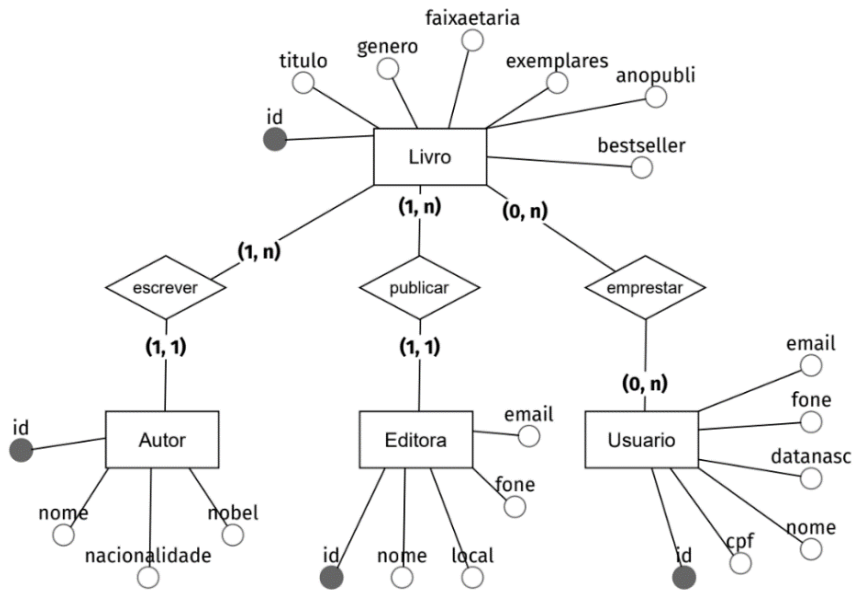 faixaetaria
genero
titulo
exemplares
anopubli
id
Livro
bestseller
(1, n)
(0, n)
(1, n)
escrever
publicar
emprestar
(1, 1)
(1, 1)
email
(0, n)
fone
email
id
Autor
Editora
Usuario
datanasc
fone
nome
nobel
nome
cpf
nacionalidade
id
nome
local
id